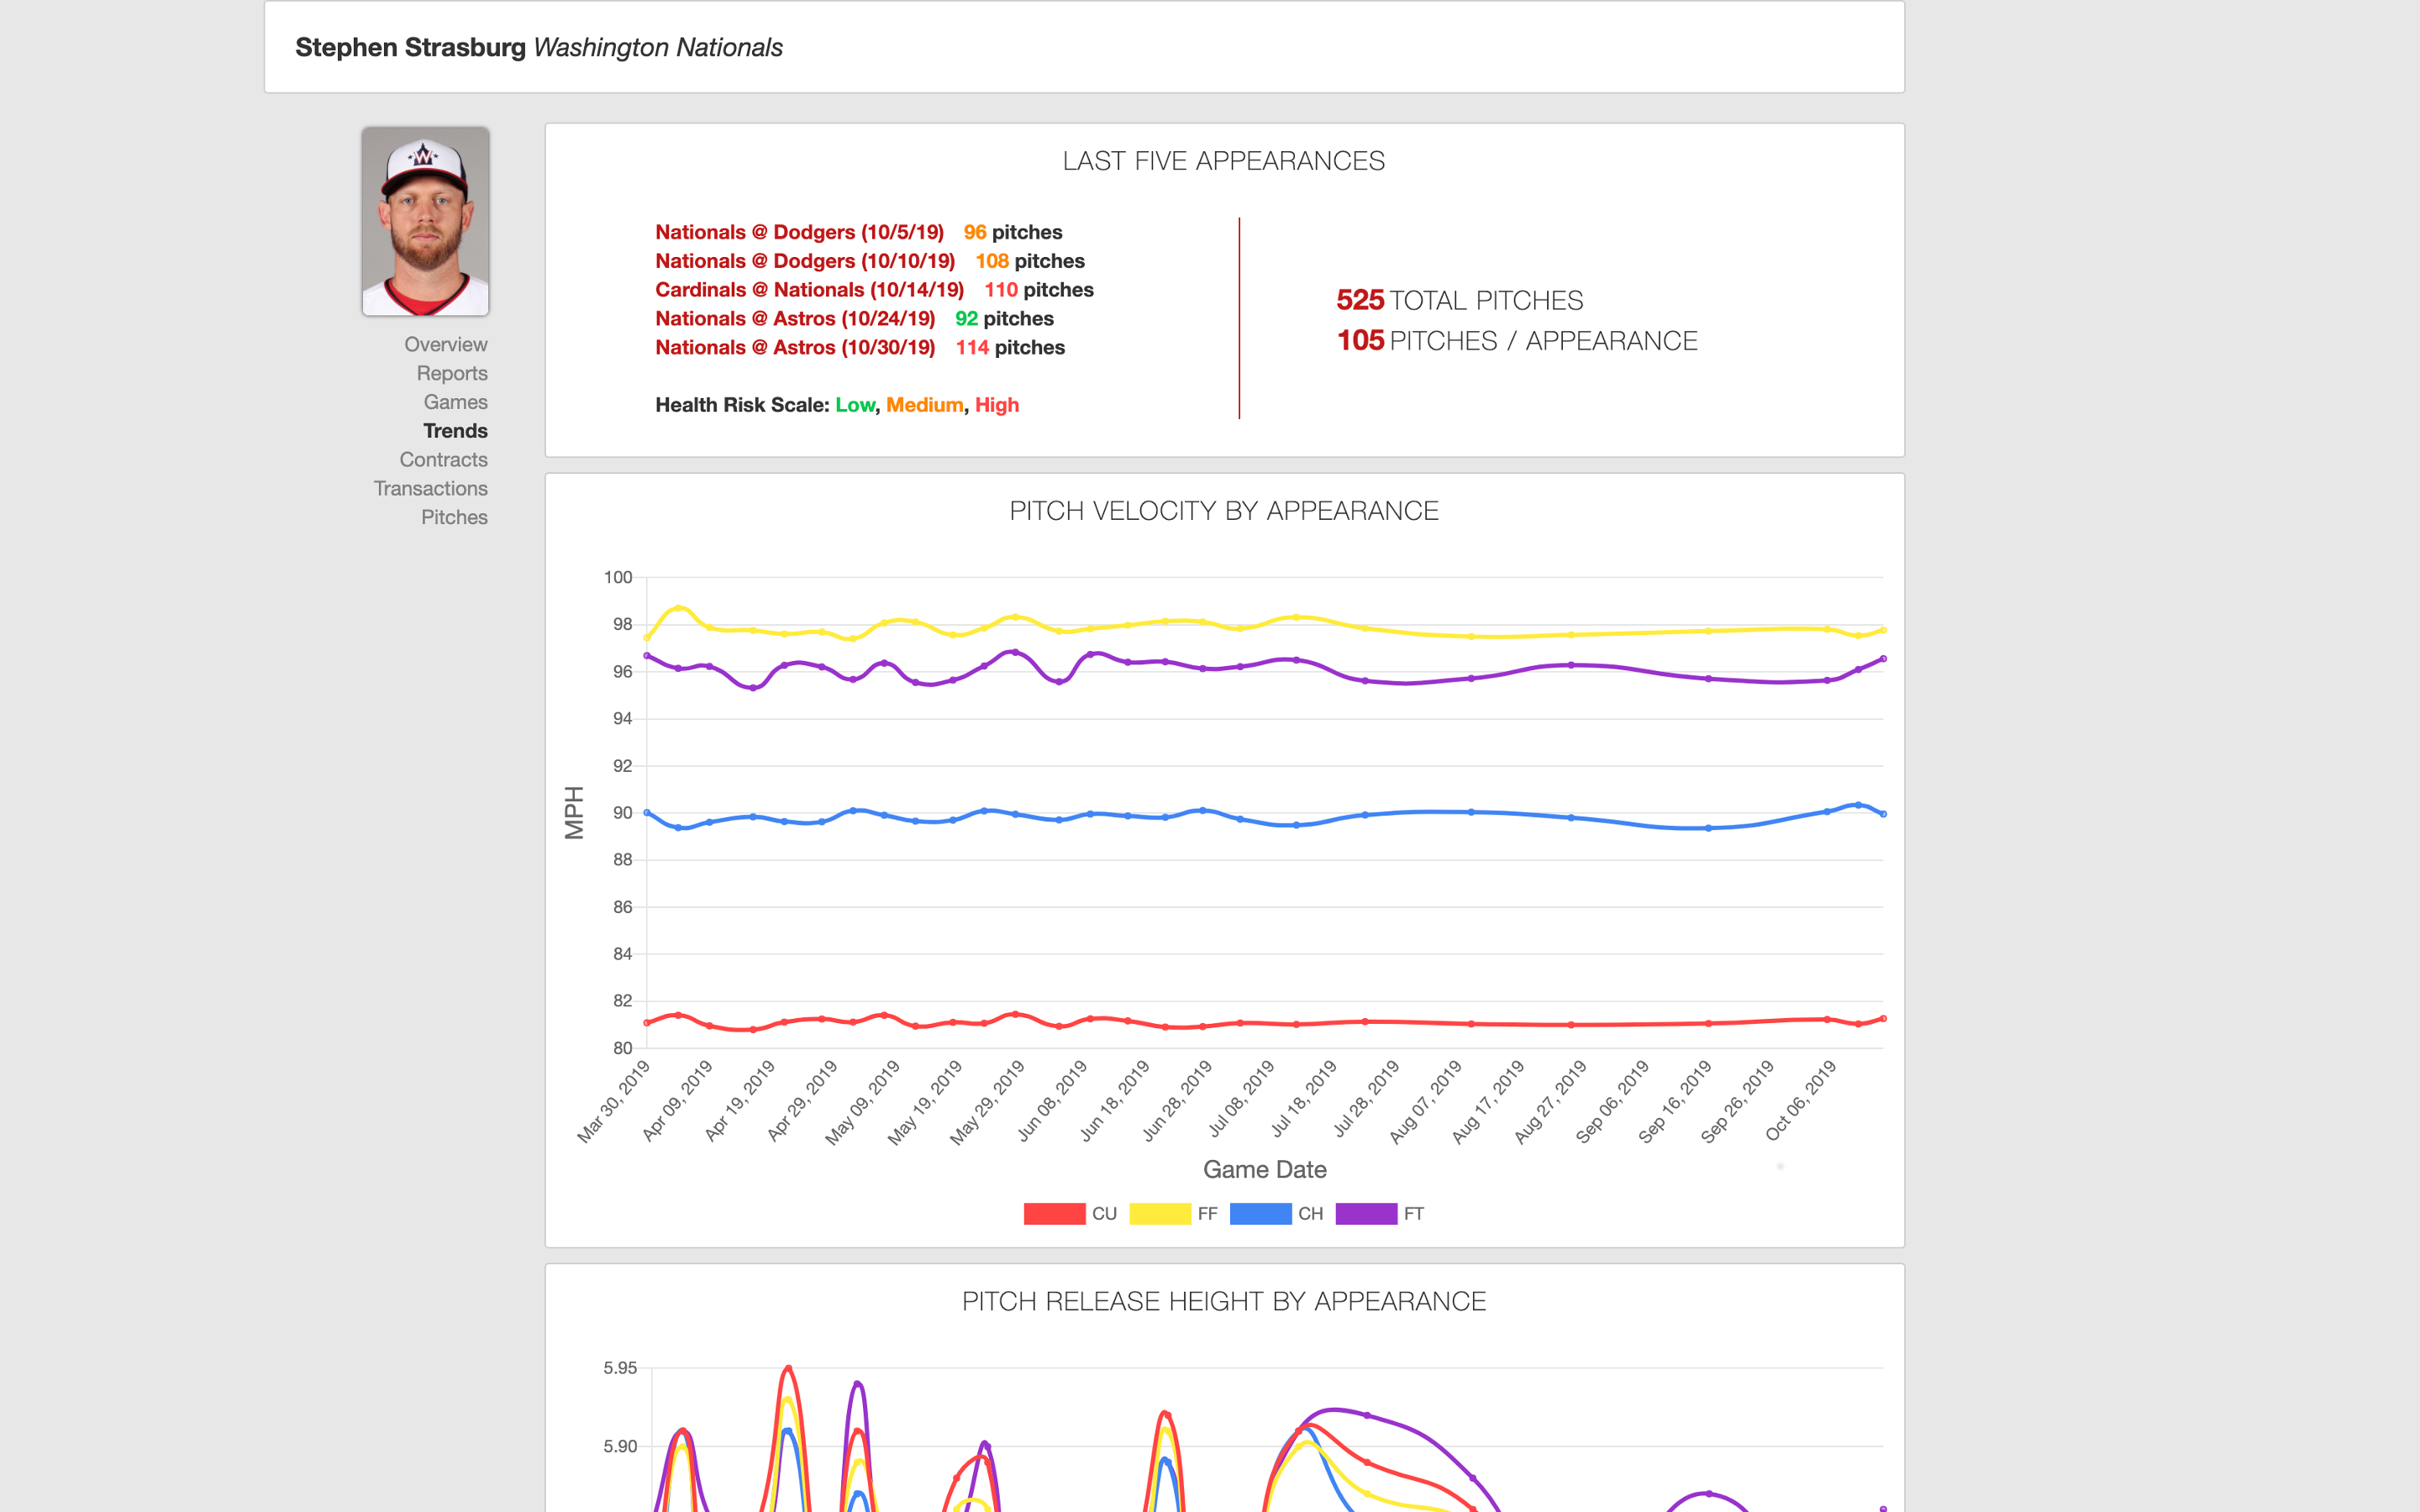 Stephen Strasburg Washington Nationals
W
Overview
Reports
Games
Trends
Contracts
Transactions
Pitches
LAST FIVE APPEARANCES
Nationals @ Dodgers (10/5/19) 96 pitches
Nationals @ Dodgers (10/10/19) 108 pitches
Cardinals @ Nationals (10/14/19) 110 pitches
Nationals @ Astros (10/24/19) 92 pitches
Nationals @ Astros (10/30/19) 114 pitches
Health Risk Scale: Low, Medium, High
525 TOTAL PITCHES
105 PITCHES / APPEARANCE
PITCH VELOCITY BY APPEARANCE
100
98
96
94
92
90
88
86
84
82
80
MPH
Mar 30, 2019
Apr 09, 2019
Apr 19, 2019
Apr 29, 2019
May 09, 2019
May 19, 2019
May 29, 2019
Jun 08, 2019
Jun 18, 2019
Jun 28, 2019
Jul 08, 2019
Jul 18, 2019
Jul 28, 2019
Aug 07, 2019
Aug 17, 2019
Aug 27, 2019
Sep 06, 2019
Sep 16, 2019
Sep 26, 2019
Oct 06, 2019
Game Date
CU FF CH FT
PITCH RELEASE HEIGHT BY APPEARANCE
5.95
5.90